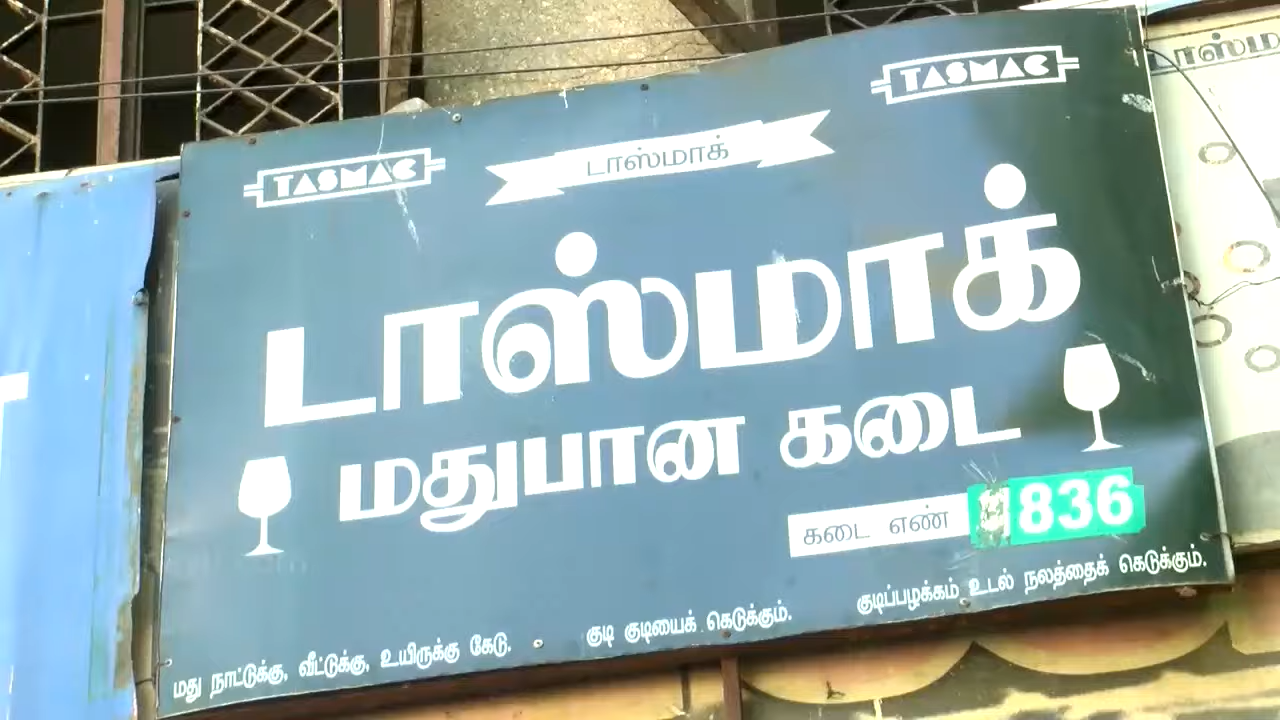 TASMAC டாஸ்மாக் TASMAC
டாஸ்மாக்
மதுபான கடை
கடை எண் 836
மது நாட்டுக்கு, வீட்டுக்கு, உயிருக்கு கேடு. குடி குடியைக் கெடுக்கும். குடிப்பழக்கம் உடல் நலத்தைக் கெடுக்கும்.